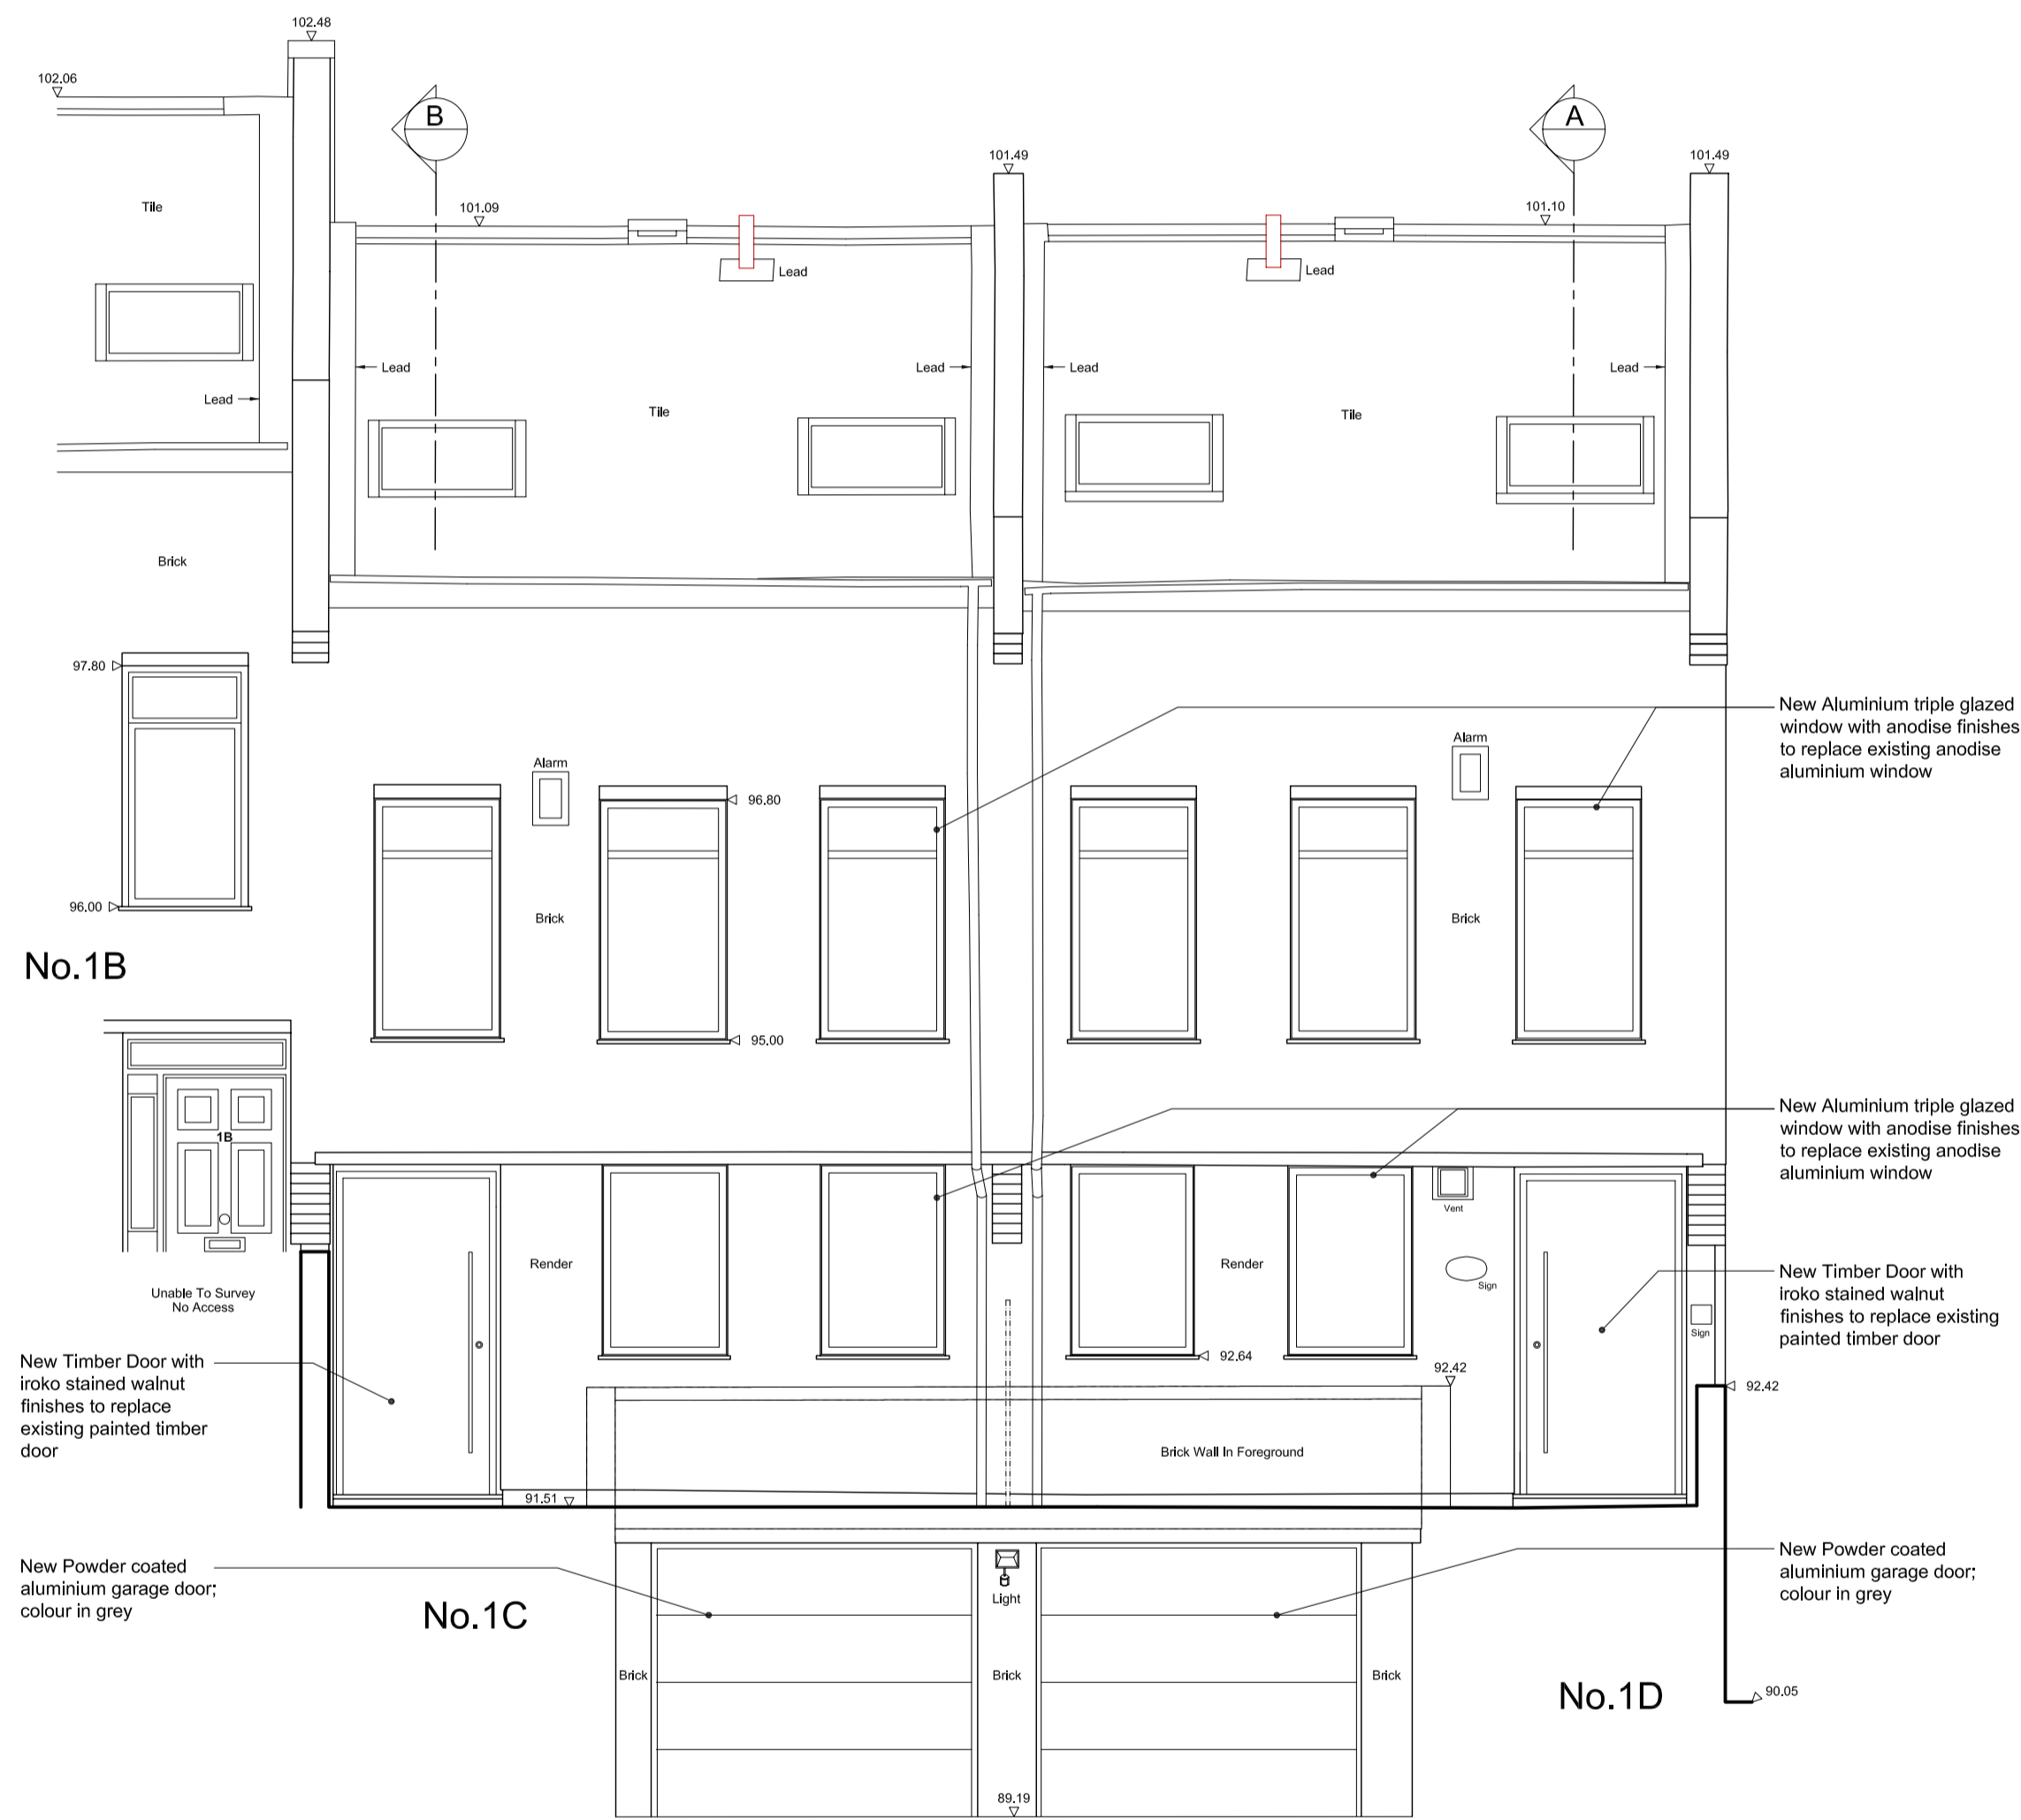 102.48
102.06
B
A
101.49
101.49
Tile
101.09
101.10
Lead
Lead
Lead
Lead
Lead
Lead
Lead
Tile
Tile
Brick
97.80
New Aluminium triple glazed
window with anodise finishes
to replace existing anodise
aluminium window
Alarm
Alarm
96.80
96.00
Brick
Brick
No.1B
95.00
New Aluminium triple glazed
window with anodise finishes
to replace existing anodise
aluminium window
1B
Vent
Render
Render
Sign
New Timber Door with
iroko stained walnut
finishes to replace existing
painted timber door
Unable To Survey
No Access
Sign
New Timber Door with
iroko stained walnut
finishes to replace
existing painted timber
door
92.64
92.42
92.42
Brick Wall In Foreground
91.51
New Powder coated
aluminium garage door;
colour in grey
Light
New Powder coated
aluminium garage door;
colour in grey
No.1C
Brick
Brick
Brick
No.1D
90.05
89.19